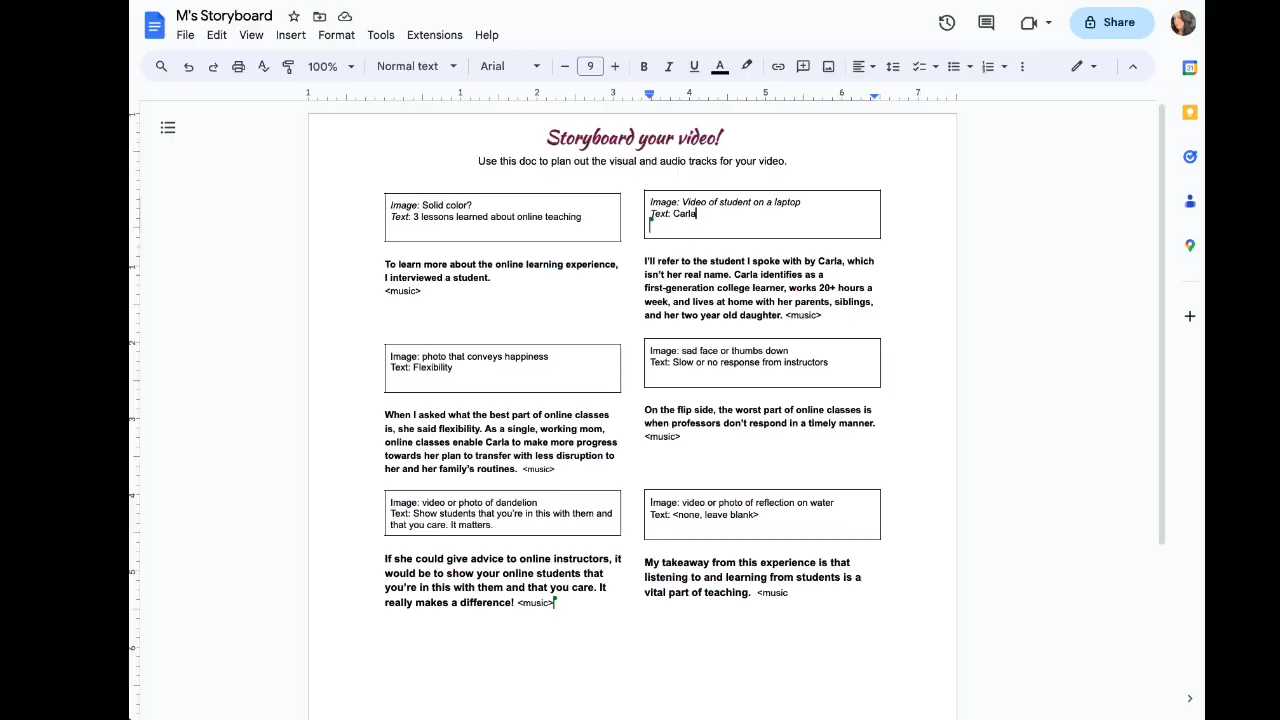 M's Storyboard
File Edit View Insert Format Tools Extensions Help
Share
100% Normal text Arial 9 B I U A
1 1 2 3 4 5 6 7
Storyboard your video!
Use this doc to plan out the visual and audio tracks for your video.
Image: Solid color?
Text: 3 lessons learned about online teaching
To learn more about the online learning experience,
I interviewed a student.
<music>
Image: Video of student on a laptop
Text: Carla
I'll refer to the student I spoke with by Carla, which
isn't her real name. Carla identifies as a
first-generation college learner, works 20+ hours a
week, and lives at home with her parents, siblings,
and her two year old daughter. <music>
Image: photo that conveys happiness
Text: Flexibility
When I asked what the best part of online classes
is, she said flexibility. As a single, working mom,
online classes enable Carla to make more progress
towards her plan to transfer with less disruption to
her and her family's routines. <music>
Image: sad face or thumbs down
Text: Slow or no response from instructors
On the flip side, the worst part of online classes is
when professors don't respond in a timely manner.
<music>
Image: video or photo of dandelion
Text: Show students that you're in this with them and
that you care. It matters.
If she could give advice to online instructors, it
would be to show your online students that
you're in this with them and that you care. It
really makes a difference! <music>
Image: video or photo of reflection on water
Text: <none, leave blank>
My takeaway from this experience is that
listening to and learning from students is a
vital part of teaching. <music